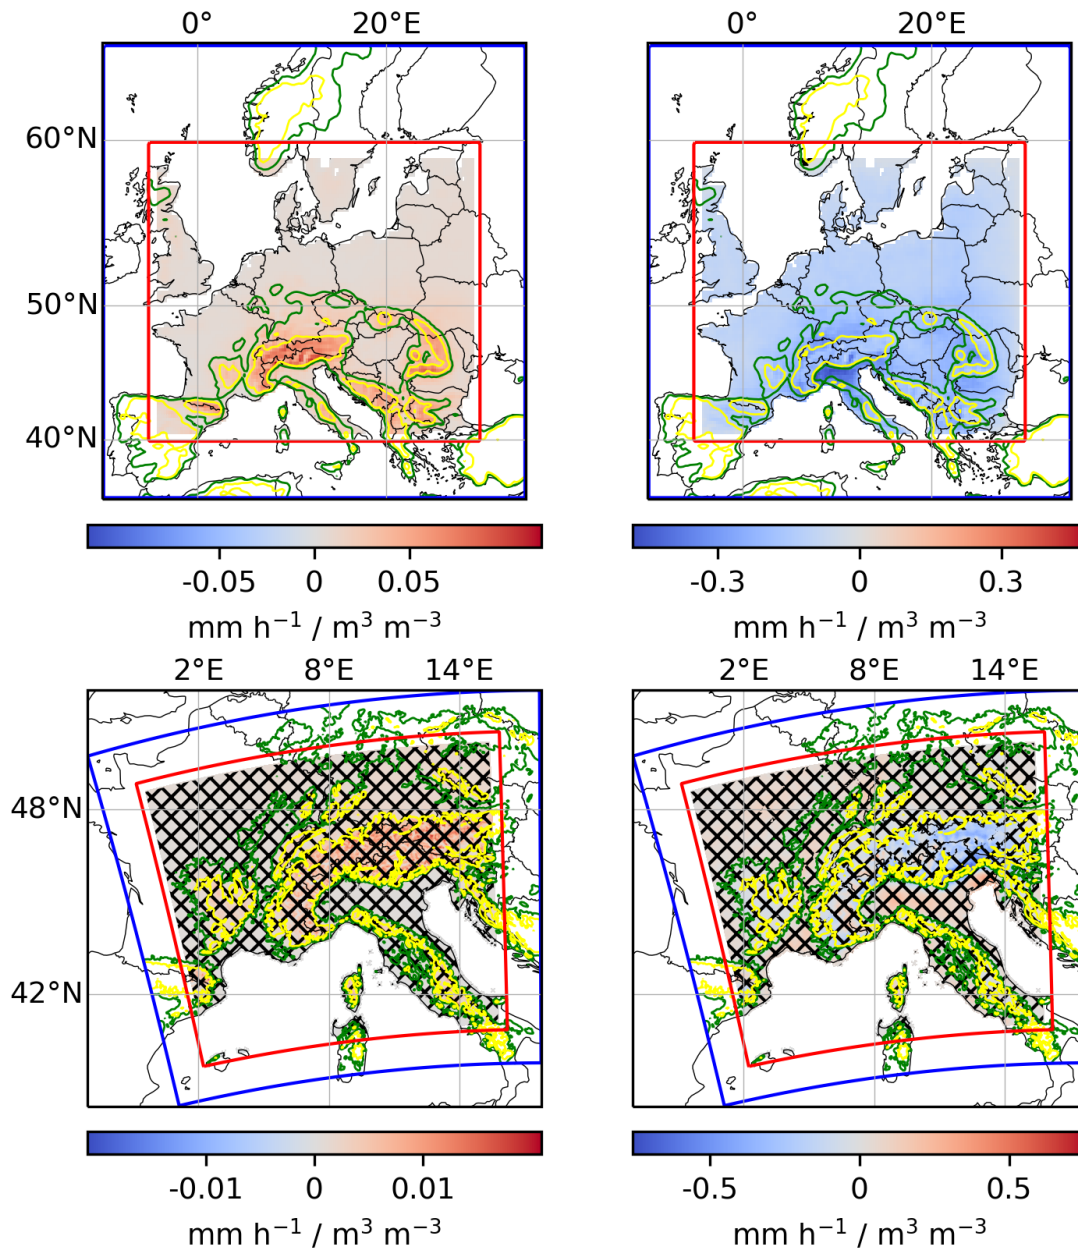 0° 20°E 0° 20°E
60°N
50°N
40°N
-0.05 0 0.05 -0.3 0 0.3
mm h⁻¹ / m³ m⁻³ mm h⁻¹ / m³ m⁻³
2°E 8°E 14°E 2°E 8°E 14°E
48°N
42°N
-0.01 0 0.01 -0.5 0 0.5
mm h⁻¹ / m³ m⁻³ mm h⁻¹ / m³ m⁻³